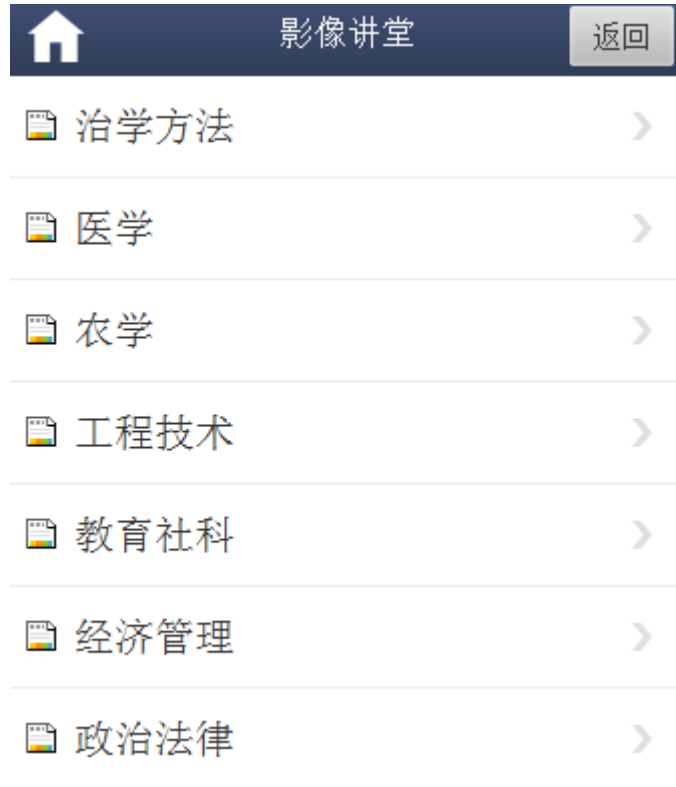 影像讲堂
返回
治学方法
医学
农学
工程技术
教育社科
经济管理
政治法律